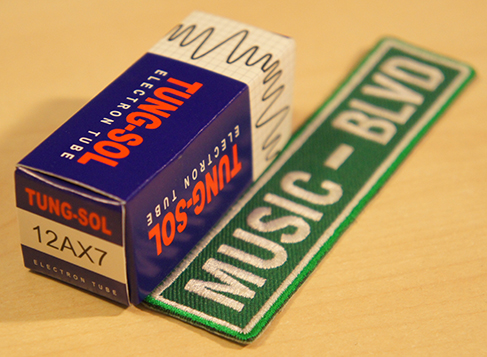 TUNG-SOL
ELECTRON TUBE
TUNG-SOL
ELECTRON TUBE
TUNG-SOL
12AX7
ELECTRON TUBE
MUSIC - BLVD